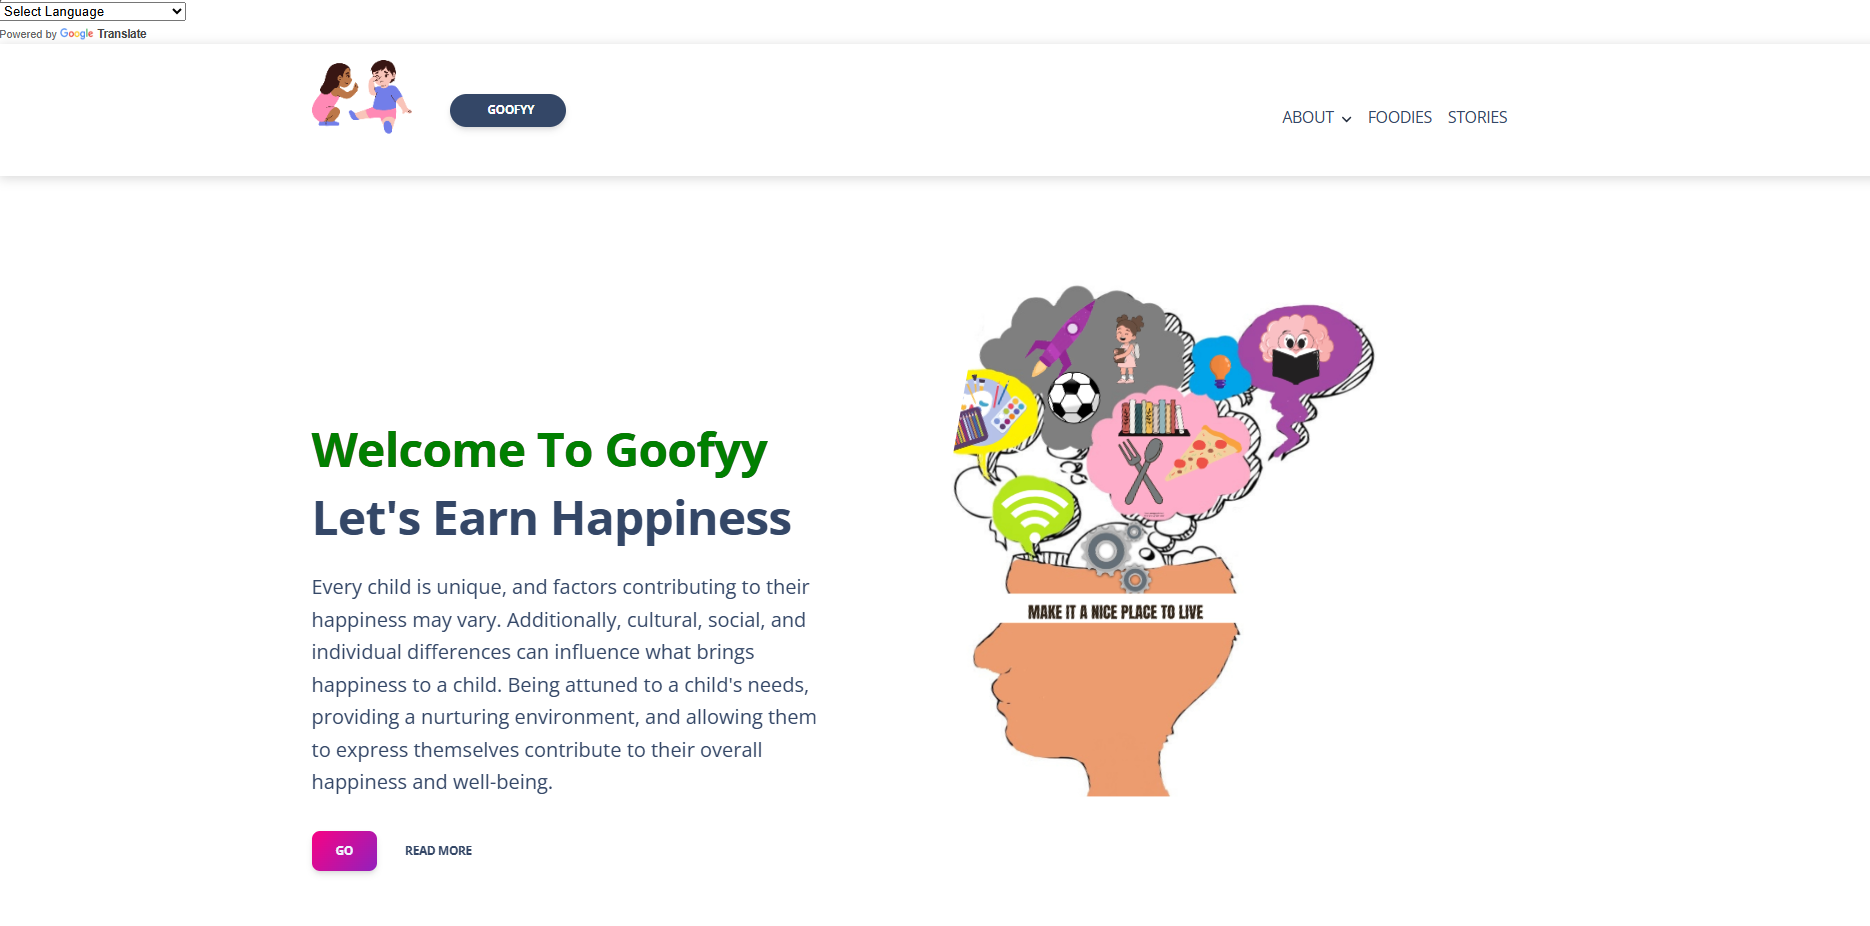 Select Language
Powered by Google Translate
GOOFYY
ABOUT FOODIES STORIES
Welcome To Goofyy
Let's Earn Happiness
Every child is unique, and factors contributing to their
happiness may vary. Additionally, cultural, social, and
individual differences can influence what brings
happiness to a child. Being attuned to a child's needs,
providing a nurturing environment, and allowing them
to express themselves contribute to their overall
happiness and well-being.
GO READ MORE
MAKE IT A NICE PLACE TO LIVE